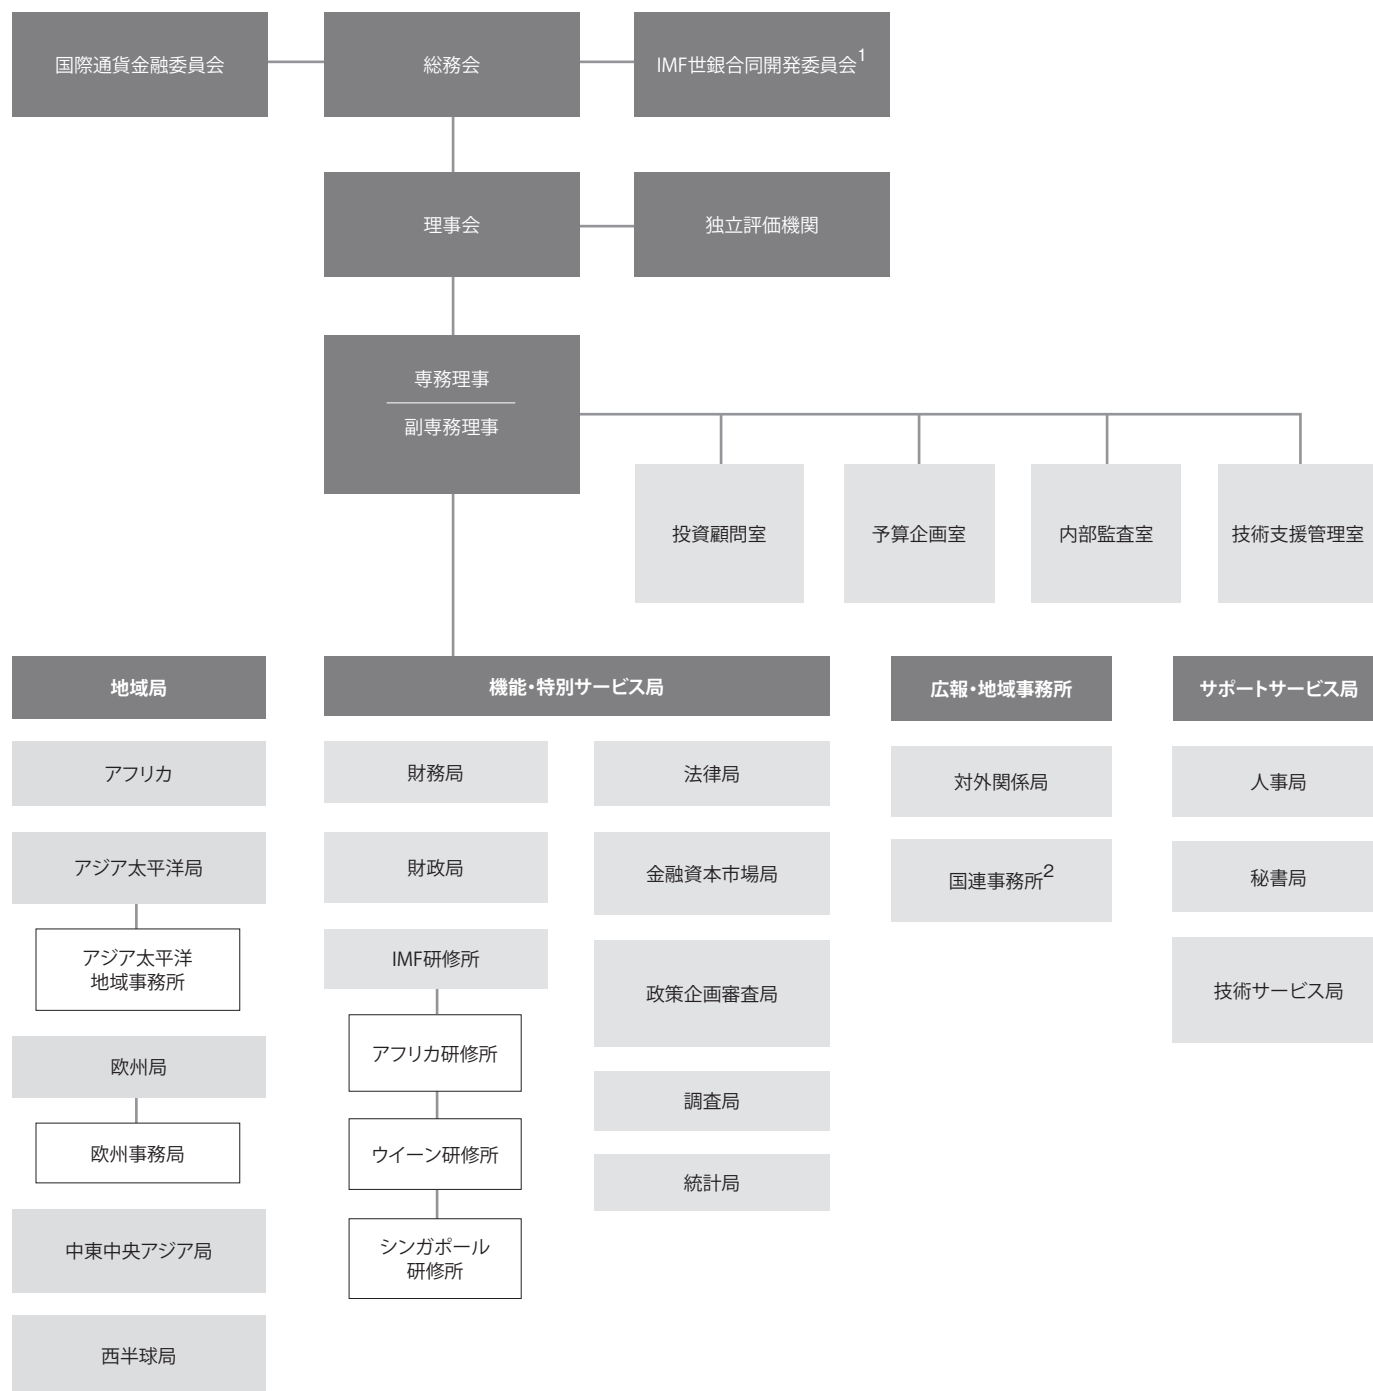 国際通貨金融委員会
総務会
IMF世銀合同開発委員会1
理事会
独立評価機関
専務理事
副専務理事
投資顧問室
予算企画室
内部監査室
技術支援管理室
地域局
アフリカ
アジア太平洋局
アジア太平洋
地域事務所
欧州局
欧州事務局
中東中央アジア局
西半球局
機能・特別サービス局
財務局
財政局
IMF研修所
アフリカ研修所
ウイーン研修所
シンガポール
研修所
法律局
金融資本市場局
政策企画審査局
調査局
統計局
広報・地域事務所
対外関係局
国連事務所2
サポートサービス局
人事局
秘書局
技術サービス局